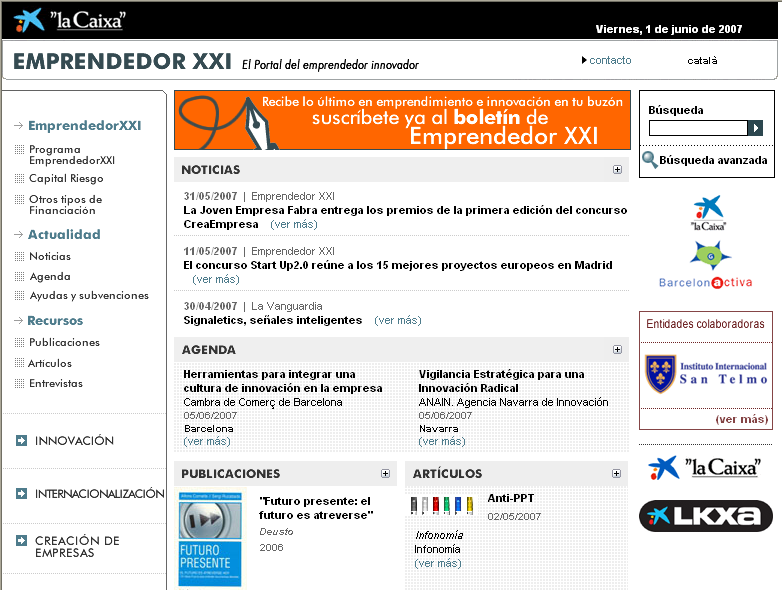 "la Caixa"
Viernes, 1 de junio de 2007
EMPRENDEDOR XXI El Portal del emprendedor innovador
contacto
català
EmprendedorXXI
Programa
EmprendedorXXI
Capital Riesgo
Otros tipos de
Financiación
Actualidad
Noticias
Agenda
Ayudas y subvenciones
Recursos
Publicaciones
Artículos
Entrevistas
INNOVACIÓN
INTERNACIONALIZACIÓN
CREACIÓN DE
EMPRESAS
Recibe lo último en emprendimiento e innovación en tu buzón
suscríbete ya al boletín de
Emprendedor XXI
NOTICIAS
31/05/2007 | Emprendedor XXI
La Joven Empresa Fabra entrega los premios de la primera edición del concurso
CreaEmpresa (ver más)
11/05/2007 | Emprendedor XXI
El concurso Start Up2.0 reúne a los 15 mejores proyectos europeos en Madrid
(ver más)
30/04/2007 | La Vanguardia
Signaletics, señales inteligentes (ver más)
AGENDA
Herramientas para integrar una
cultura de innovación en la empresa
Cambra de Comerç de Barcelona
05/06/2007
Barcelona
(ver más)
Vigilancia Estratégica para una
Innovación Radical
ANAIN. Agencia Navarra de Innovación
05/06/2007
Navarra
(ver más)
PUBLICACIONES
FUTURO
PRESENTE
"Futuro presente: el
futuro es atreverse"
Deusto
2006
ARTÍCULOS
Anti-PPT
02/05/2007
Infonomía
Infonomía
(ver más)
Búsqueda
Búsqueda avanzada
"la Caixa"
Barcelonactiva
Entidades colaboradoras
Instituto Internacional
San Telmo
(ver más)
"la Caixa"
LKXA